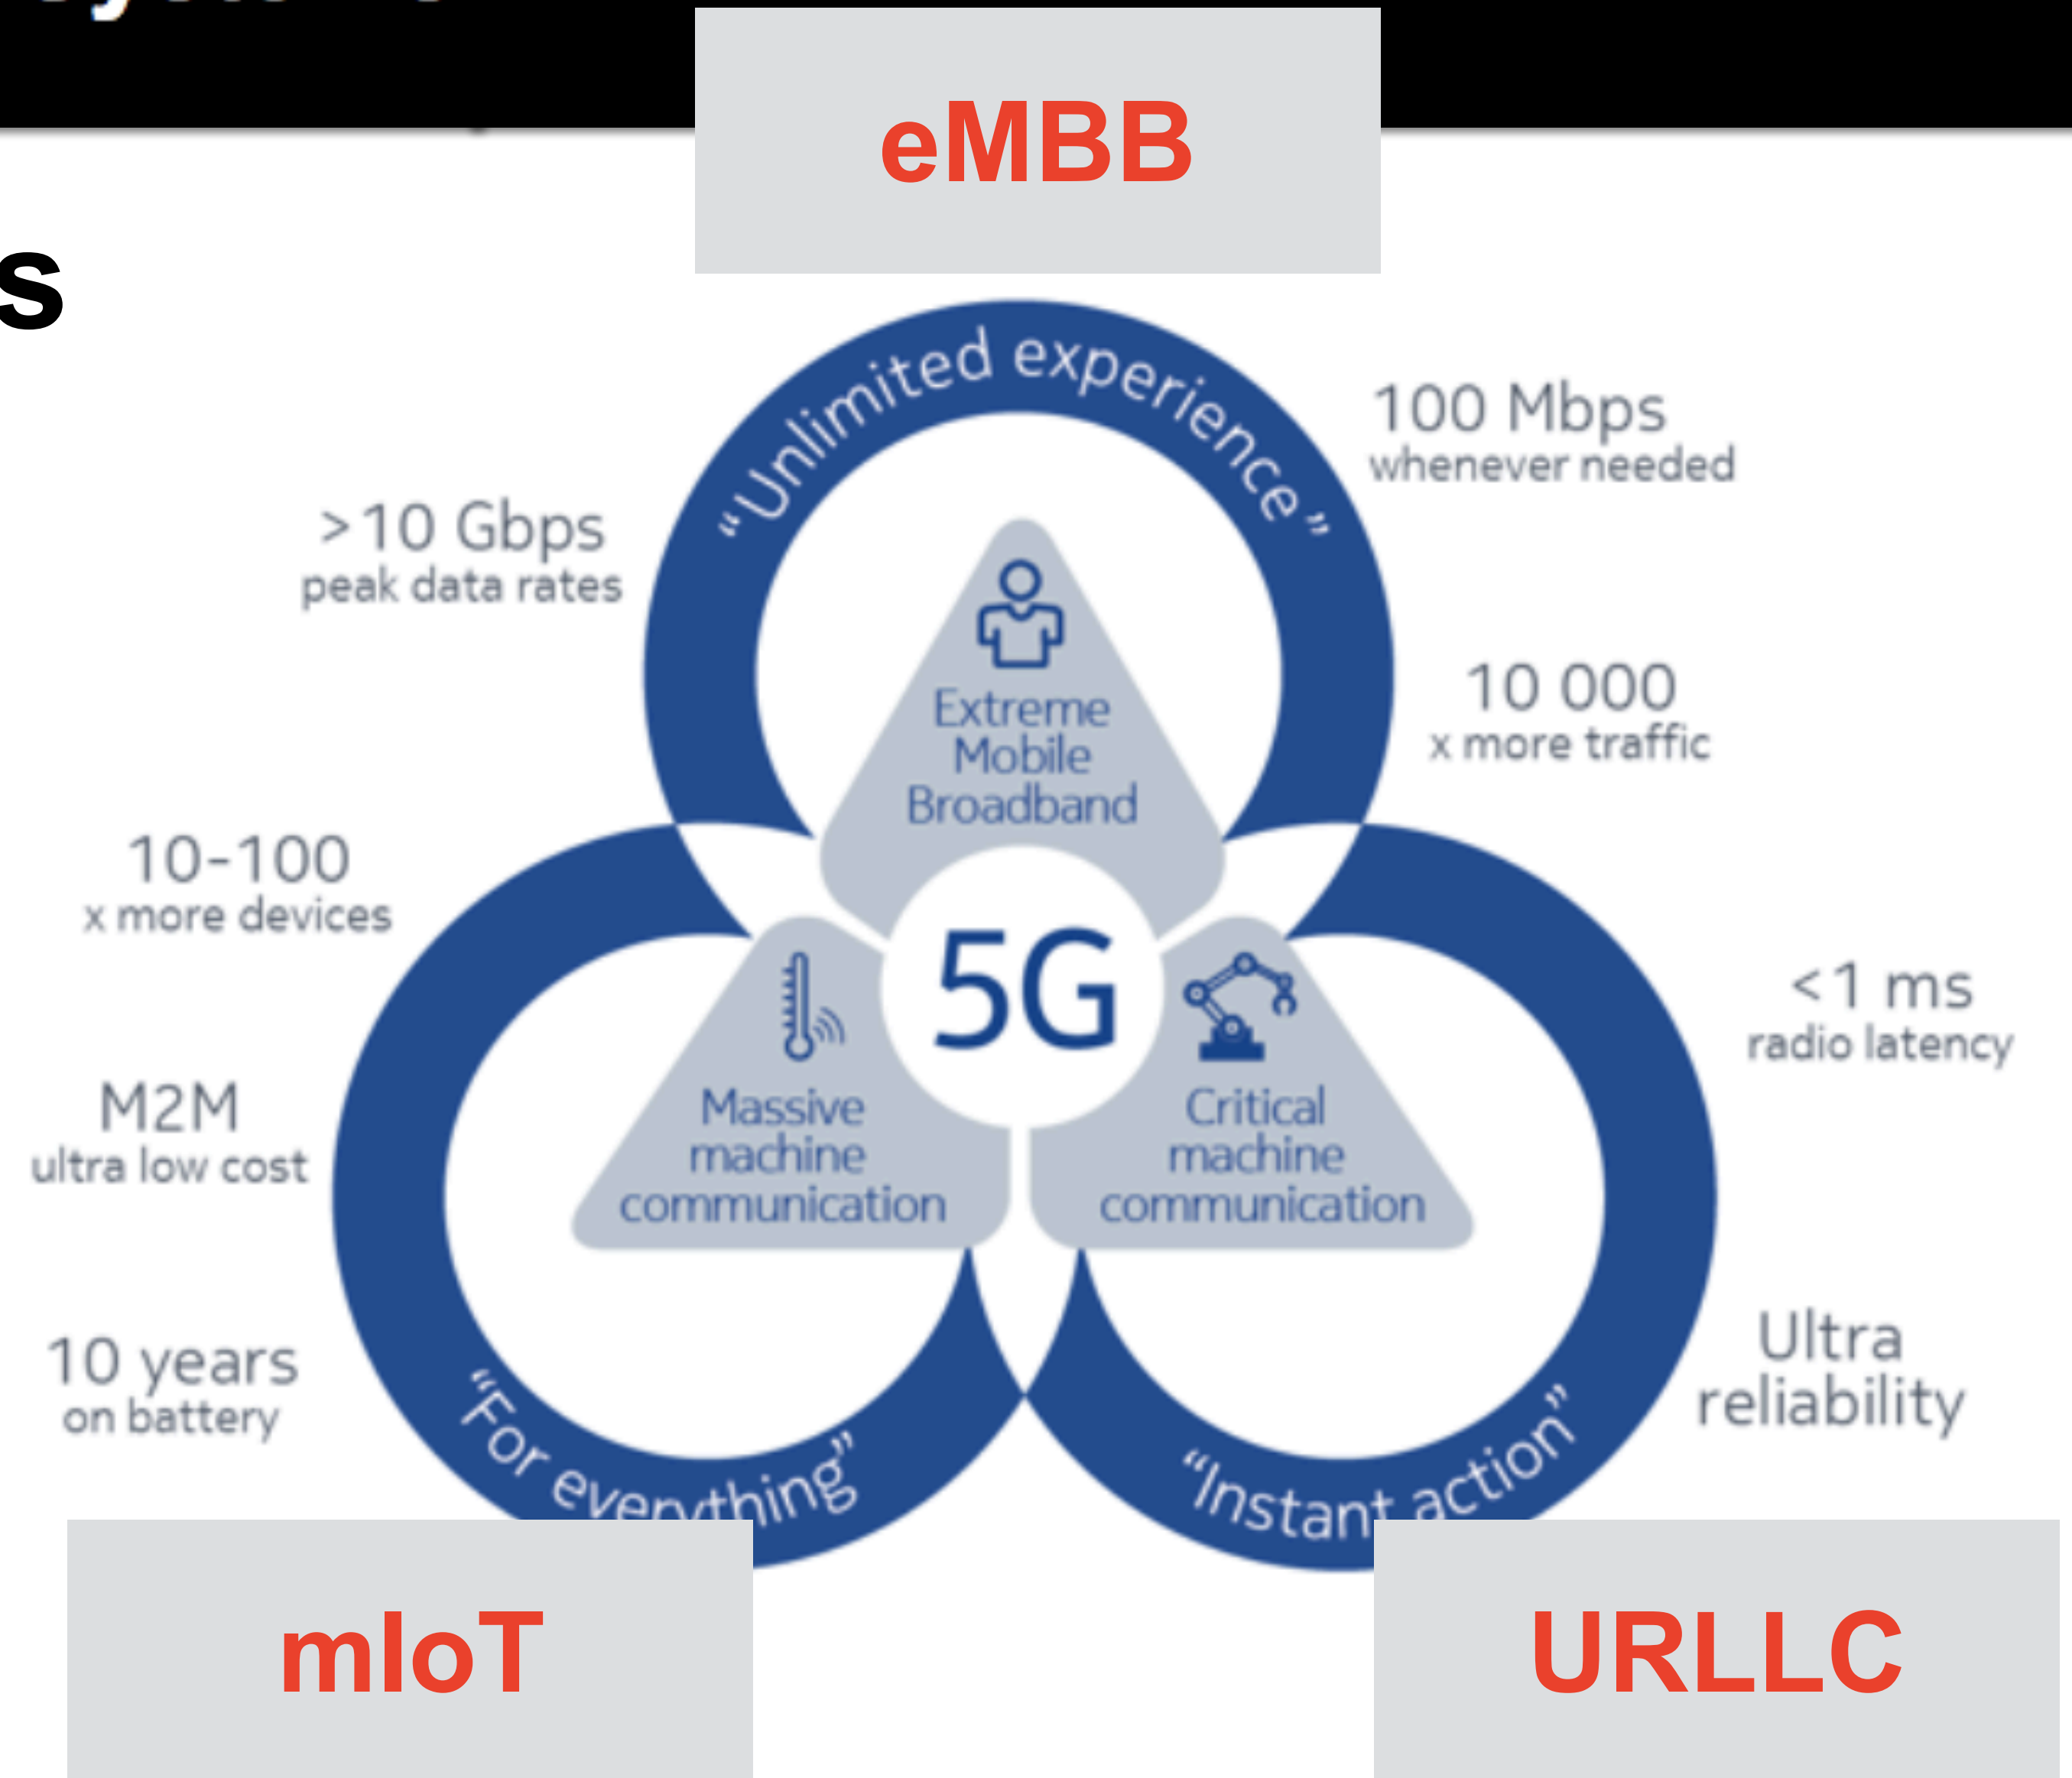 eMBB
s
“Unlimited experience”
100 Mbps
whenever needed
>10 Gbps
peak data rates
Extreme
Mobile
Broadband
10 000
x more traffic
10-100
x more devices
5G
<1 ms
radio latency
M2M
ultra low cost
Massive
machine
communication
Critical
machine
communication
10 years
on battery
Ultra
reliability
“For everything”
“Instant action”
mIoT
URLLC